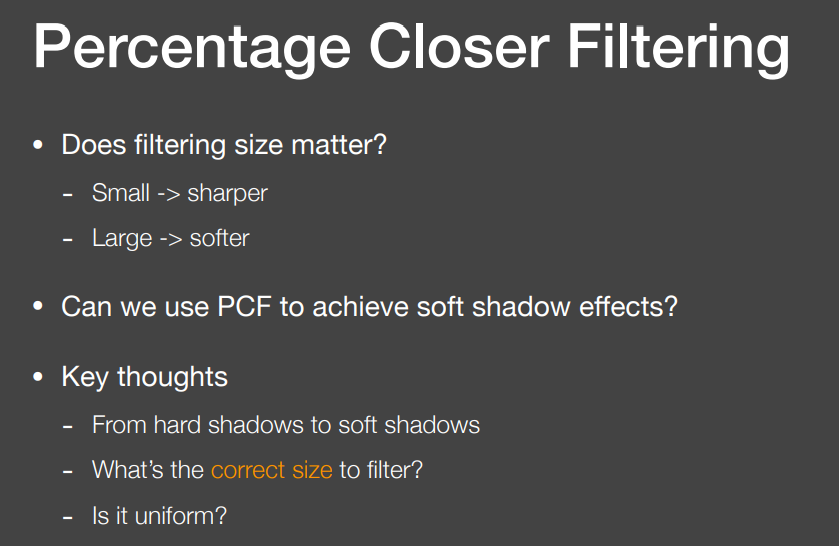 Percentage Closer Filtering
• Does filtering size matter?
- Small -> sharper
- Large -> softer
• Can we use PCF to achieve soft shadow effects?
• Key thoughts
- From hard shadows to soft shadows
- What’s the correct size to filter?
- Is it uniform?